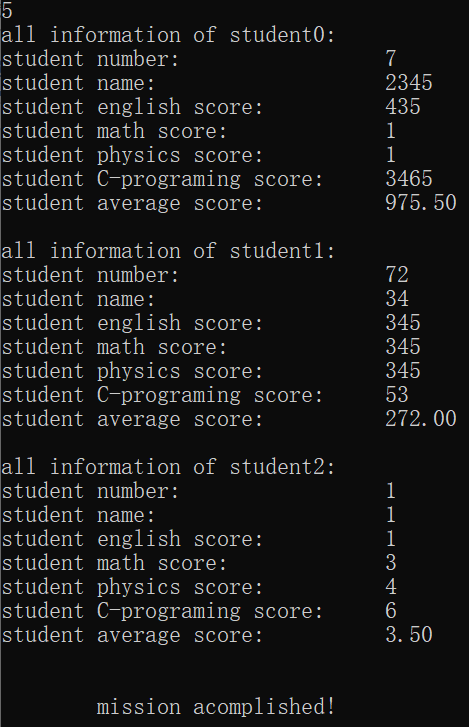 5
all information of student0:
student number: 7
student name: 2345
student english score: 435
student math score: 1
student physics score: 1
student C-programing score: 3465
student average score: 975.50
all information of student1:
student number: 72
student name: 34
student english score: 345
student math score: 345
student physics score: 345
student C-programing score: 53
student average score: 272.00
all information of student2:
student number: 1
student name: 1
student english score: 1
student math score: 3
student physics score: 4
student C-programing score: 6
student average score: 3.50
mission acomplished!